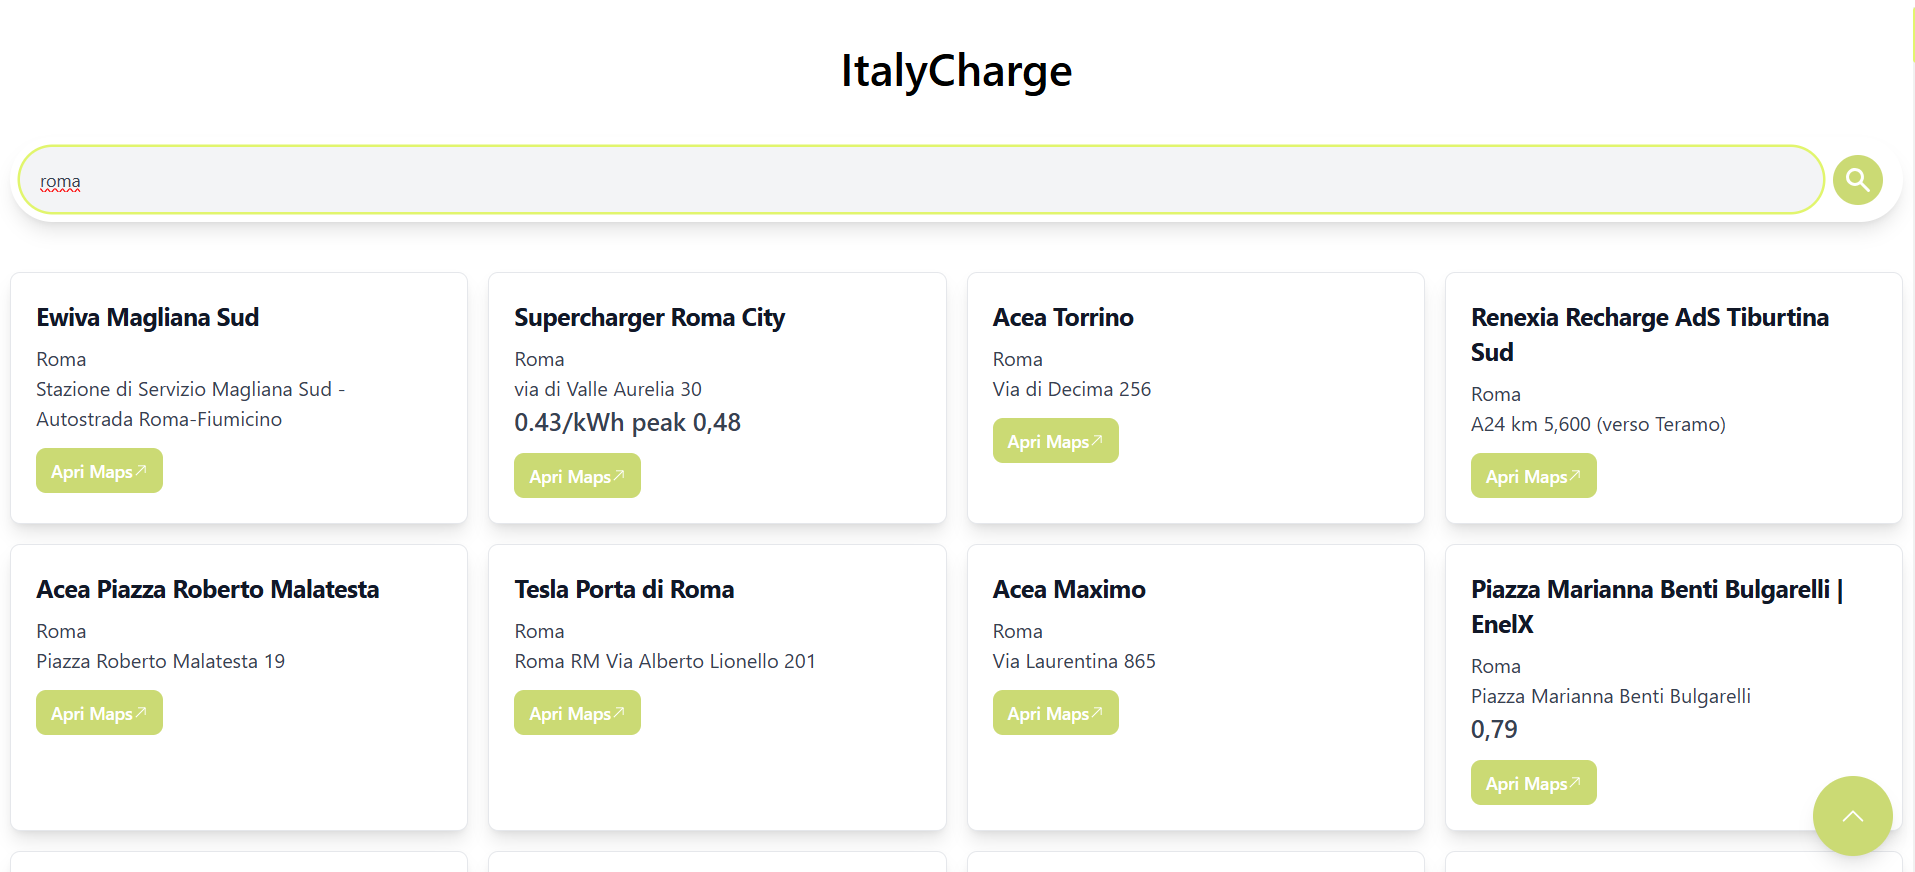 ItalyCharge
roma
Ewiva Magliana Sud
Roma
Stazione di Servizio Magliana Sud -
Autostrada Roma-Fiumicino
Apri Maps
Supercharger Roma City
Roma
via di Valle Aurelia 30
0.43/kWh peak 0,48
Apri Maps
Acea Torrino
Roma
Via di Decima 256
Apri Maps
Renexia Recharge AdS Tiburtina
Sud
Roma
A24 km 5,600 (verso Teramo)
Apri Maps
Acea Piazza Roberto Malatesta
Roma
Piazza Roberto Malatesta 19
Apri Maps
Tesla Porta di Roma
Roma
Roma RM Via Alberto Lionello 201
Apri Maps
Acea Maximo
Roma
Via Laurentina 865
Apri Maps
Piazza Marianna Benti Bulgarelli |
EnelX
Roma
Piazza Marianna Benti Bulgarelli
0,79
Apri Maps